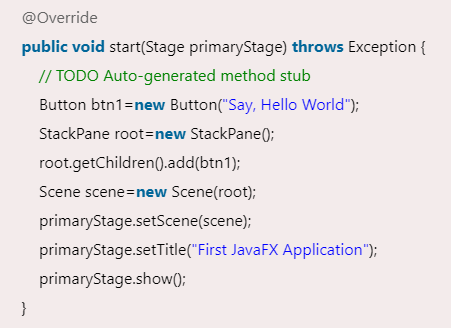 @Override
public void start(Stage primaryStage) throws Exception {
// TODO Auto-generated method stub
Button btn1=new Button("Say, Hello World");
StackPane root=new StackPane();
root.getChildren().add(btn1);
Scene scene=new Scene(root);
primaryStage.setScene(scene);
primaryStage.setTitle("First JavaFX Application");
primaryStage.show();
}